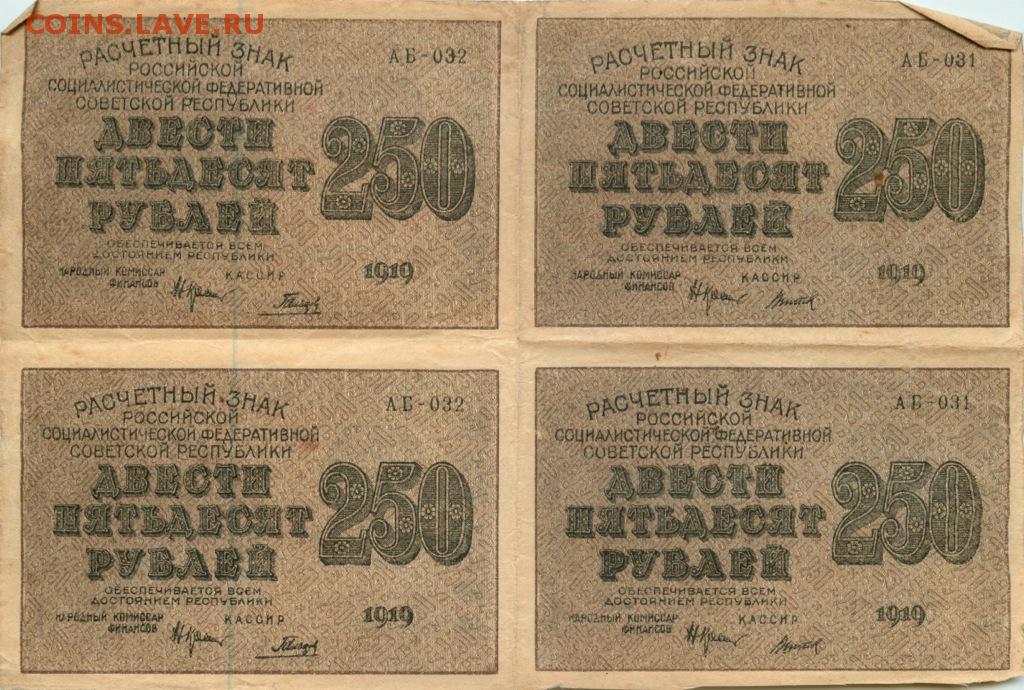 COINS.LAVE.RU
РАСЧЕТНЫЙ ЗНАК
АБ-032
РОССИЙСКОЙ
СОЦИАЛИСТИЧЕСКОЙ ФЕДЕРАТИВНОЙ
СОВЕТСКОЙ РЕСПУБЛИКИ
ДВЕСТИ
ПЯТЬДЕСЯТ
РУБЛЕЙ
250
ОБЕСПЕЧИВАЕТСЯ ВСЕМ
ДОСТОЯНИЕМ РЕСПУБЛИКИ
НАРОДНЫЙ КОМИССАР
ФИНАНСОВ
КАССИР
1919
РАСЧЕТНЫЙ ЗНАК
АБ-031
РОССИЙСКОЙ
СОЦИАЛИСТИЧЕСКОЙ ФЕДЕРАТИВНОЙ
СОВЕТСКОЙ РЕСПУБЛИКИ
ДВЕСТИ
ПЯТЬДЕСЯТ
РУБЛЕЙ
250
ОБЕСПЕЧИВАЕТСЯ ВСЕМ
ДОСТОЯНИЕМ РЕСПУБЛИКИ
НАРОДНЫЙ КОМИССАР
ФИНАНСОВ
КАССИР
1919
РАСЧЕТНЫЙ ЗНАК
АБ-032
РОССИЙСКОЙ
СОЦИАЛИСТИЧЕСКОЙ ФЕДЕРАТИВНОЙ
СОВЕТСКОЙ РЕСПУБЛИКИ
ДВЕСТИ
ПЯТЬДЕСЯТ
РУБЛЕЙ
250
ОБЕСПЕЧИВАЕТСЯ ВСЕМ
ДОСТОЯНИЕМ РЕСПУБЛИКИ
НАРОДНЫЙ КОМИССАР
ФИНАНСОВ
КАССИР
1919
РАСЧЕТНЫЙ ЗНАК
АБ-031
РОССИЙСКОЙ
СОЦИАЛИСТИЧЕСКОЙ ФЕДЕРАТИВНОЙ
СОВЕТСКОЙ РЕСПУБЛИКИ
ДВЕСТИ
ПЯТЬДЕСЯТ
РУБЛЕЙ
250
ОБЕСПЕЧИВАЕТСЯ ВСЕМ
ДОСТОЯНИЕМ РЕСПУБЛИКИ
НАРОДНЫЙ КОМИССАР
ФИНАНСОВ
КАССИР
1919